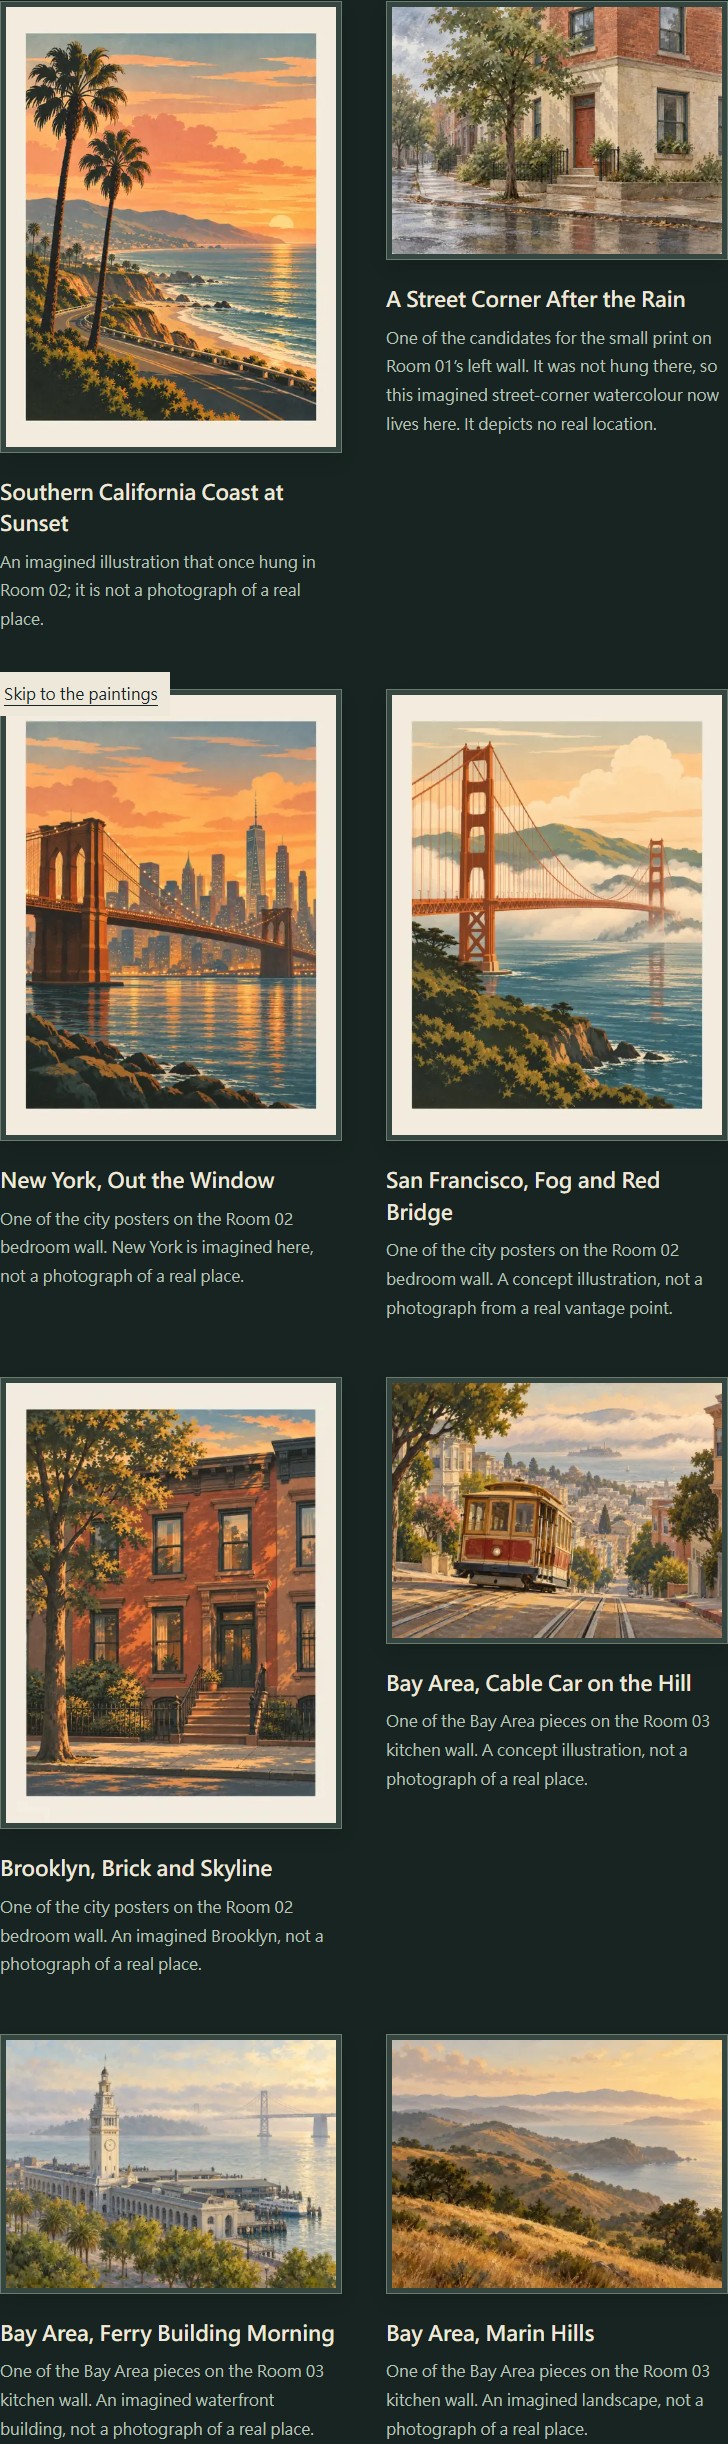 A Street Corner After the Rain
One of the candidates for the small print on
Room 01’s left wall. It was not hung there, so
this imagined street-corner watercolour now
lives here. It depicts no real location.
Southern California Coast at
Sunset
An imagined illustration that once hung in
Room 02; it is not a photograph of a real
place.
Skip to the paintings
New York, Out the Window
One of the city posters on the Room 02
bedroom wall. New York is imagined here,
not a photograph of a real place.
San Francisco, Fog and Red
Bridge
One of the city posters on the Room 02
bedroom wall. A concept illustration, not a
photograph from a real vantage point.
Brooklyn, Brick and Skyline
One of the city posters on the Room 02
bedroom wall. An imagined Brooklyn, not a
photograph of a real place.
Bay Area, Cable Car on the Hill
One of the Bay Area pieces on the Room 03
kitchen wall. A concept illustration, not a
photograph of a real place.
Bay Area, Ferry Building Morning
One of the Bay Area pieces on the Room 03
kitchen wall. An imagined waterfront
building, not a photograph of a real place.
Bay Area, Marin Hills
One of the Bay Area pieces on the Room 03
kitchen wall. An imagined landscape, not a
photograph of a real place.